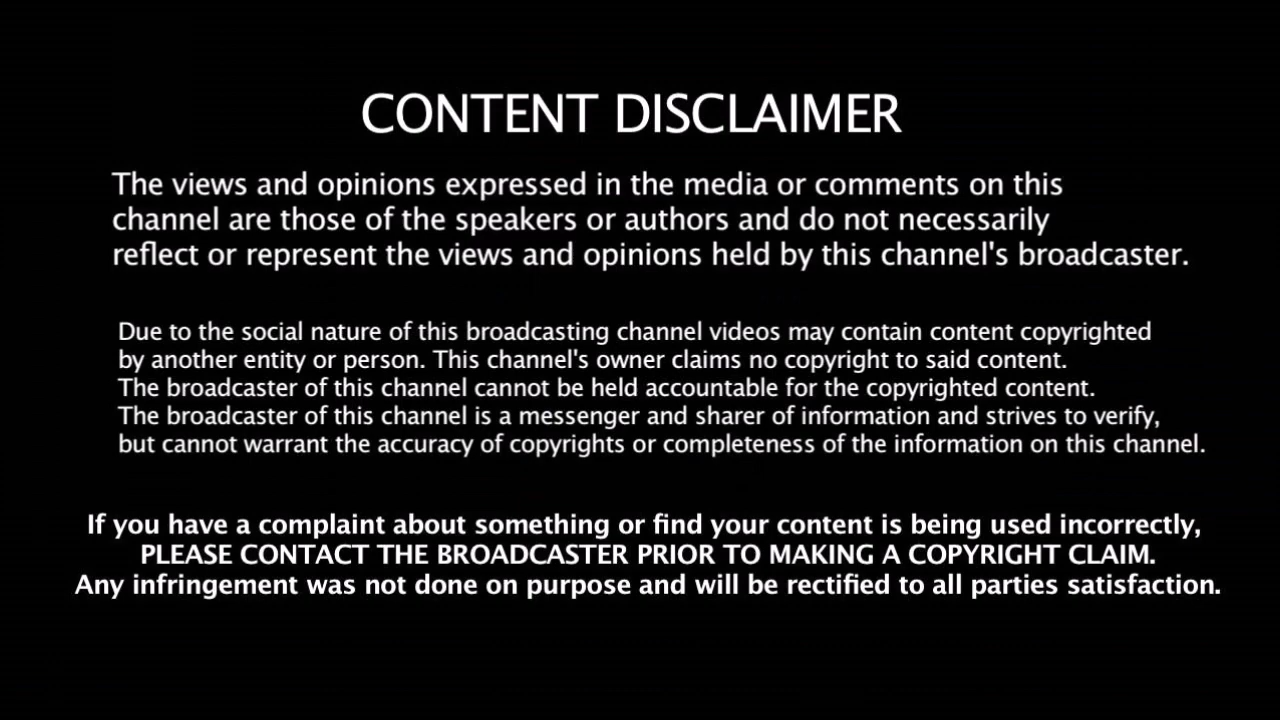 CONTENT DISCLAIMER
The views and opinions expressed in the media or comments on this
channel are those of the speakers or authors and do not necessarily
reflect or represent the views and opinions held by this channel's broadcaster.
Due to the social nature of this broadcasting channel videos may contain content copyrighted
by another entity or person. This channel's owner claims no copyright to said content.
The broadcaster of this channel cannot be held accountable for the copyrighted content.
The broadcaster of this channel is a messenger and sharer of information and strives to verify,
but cannot warrant the accuracy of copyrights or completeness of the information on this channel.
If you have a complaint about something or find your content is being used incorrectly,
PLEASE CONTACT THE BROADCASTER PRIOR TO MAKING A COPYRIGHT CLAIM.
Any infringement was not done on purpose and will be rectified to all parties satisfaction.